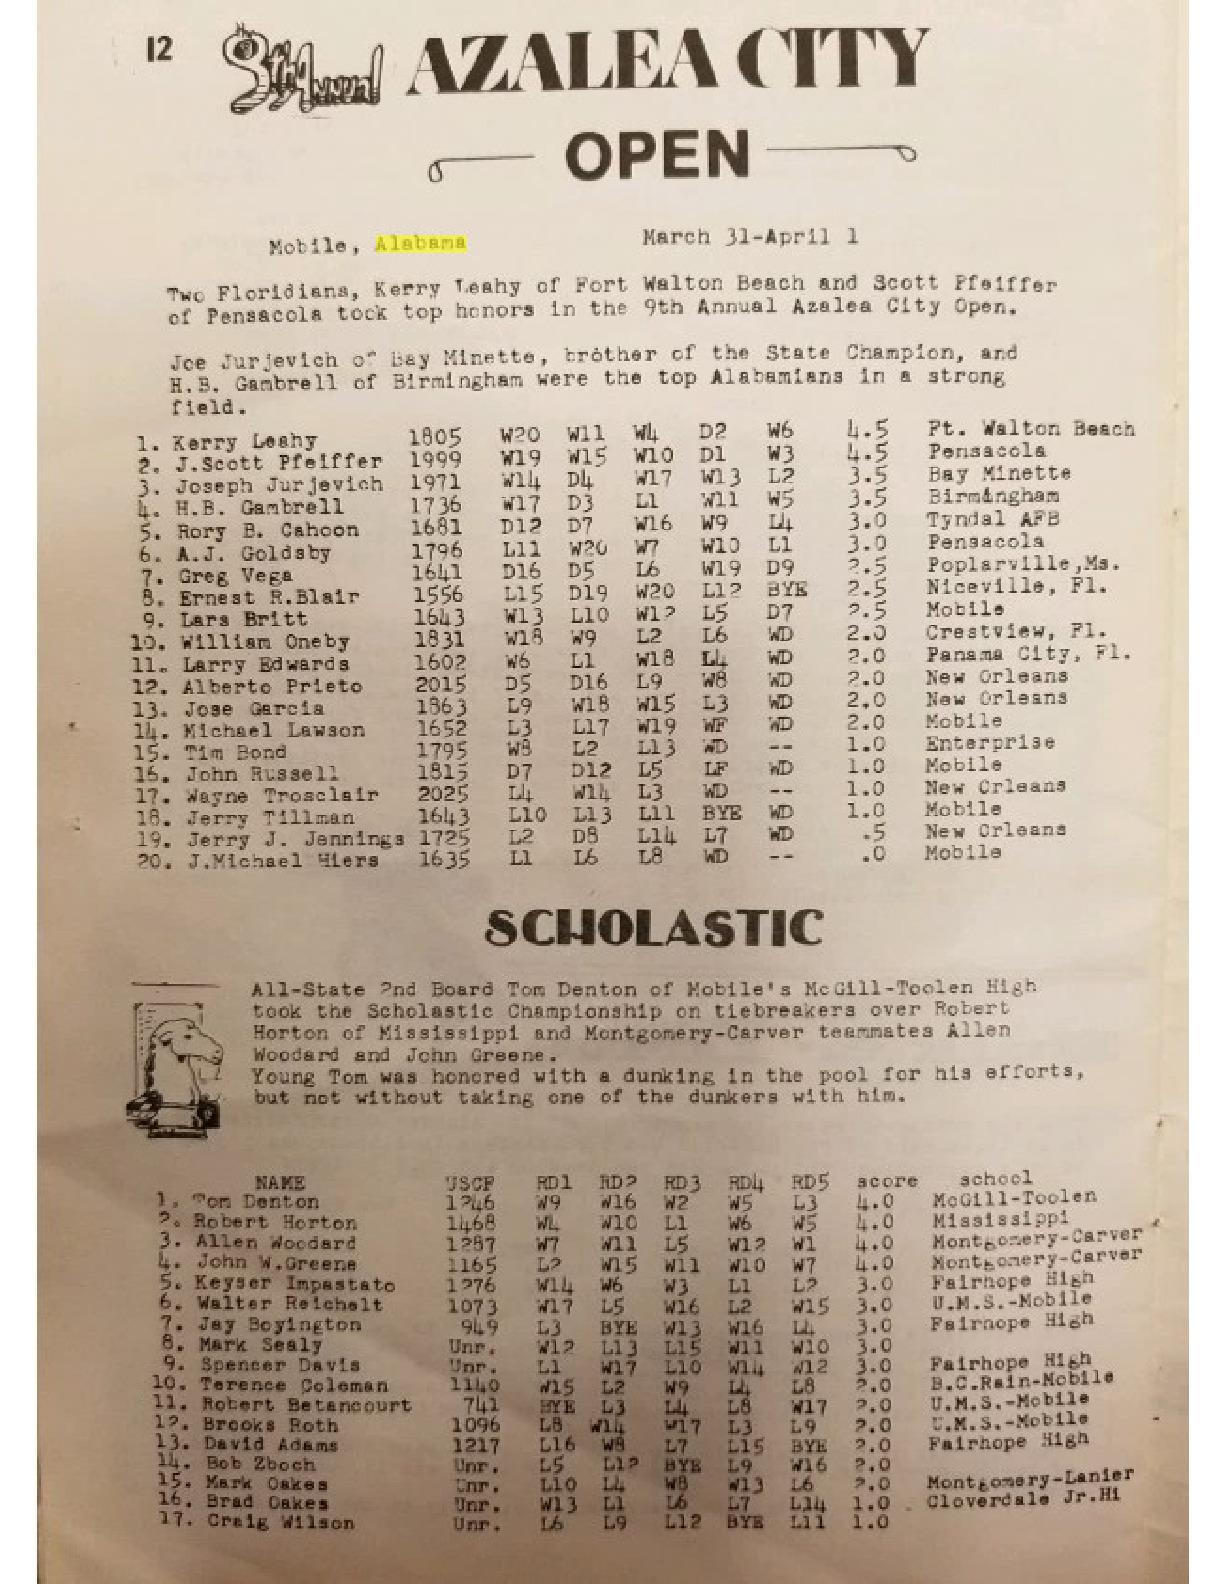 12
8th Annual AZALEA CITY
OPEN
Mobile, Alabama March 31-April 1
Two Floridians, Kerry Leahy of Fort Walton Beach and Scott Pfeiffer
of Pensacola took top honors in the 9th Annual Azalea City Open.
Joe Jurjevich of Bay Minette, brother of the State Champion, and
H.B. Gambrell of Birmingham were the top Alabamians in a strong
field.
1. Kerry Leahy 1805 W20 W11 W4 D2 W6 4.5 Ft. Walton Beach
2. J.Scott Pfeiffer 1999 W19 W15 W10 D1 W3 4.5 Pensacola
3. Joseph Jurjevich 1971 W14 D4 W17 W13 L2 3.5 Bay Minette
4. H.B. Gambrell 1736 W17 D3 L1 W11 W5 3.5 Birmingham
5. Rory B. Cahoon 1681 D12 D7 W16 W9 L4 3.0 Tyndal AFB
6. A.J. Goldsby 1796 L11 W20 W7 W10 L1 3.0 Pensacola
7. Greg Vega 1641 D16 D5 L6 W19 D9 2.5 Poplarville,Ms.
8. Ernest R.Blair 1556 L15 D19 W20 L12 BYE 2.5 Niceville, Fl.
9. Lars Britt 1643 W13 L10 W12 L5 D7 2.5 Mobile
10. William Oneby 1831 W18 W9 L2 L6 WD 2.0 Crestview, Fl.
11. Larry Edwards 1602 W6 L1 W18 L4 WD 2.0 Panama City, Fl.
12. Alberto Prieto 2015 D5 D16 L9 W8 WD 2.0 New Orleans
13. Jose Garcia 1863 L9 W18 W15 L3 WD 2.0 New Orleans
14. Michael Lawson 1652 L3 L17 W19 WF WD 2.0 Mobile
15. Tim Bond 1795 W8 L2 L13 WD -- 1.0 Enterprise
16. John Russell 1815 D7 D12 L5 LF WD 1.0 Mobile
17. Wayne Trosclair 2025 L4 W14 L3 WD -- 1.0 New Orleans
18. Jerry Tillman 1643 L10 L13 L11 BYE WD 1.0 Mobile
19. Jerry J. Jennings 1725 L2 D8 L14 L7 WD .5 New Orleans
20. J.Michael Hiers 1635 L1 L6 L8 WD -- .0 Mobile
SCHOLASTIC
All-State 2nd Board Tom Denton of Mobile's McGill-Toolen High
took the Scholastic Championship on tiebreakers over Robert
Horton of Mississippi and Montgomery-Carver teammates Allen
Woodard and John Greene.
Young Tom was honored with a dunking in the pool for his efforts,
but not without taking one of the dunkers with him.
NAME USCF RD1 RD2 RD3 RD4 RD5 score school
1. Tom Denton 1246 W9 W16 W2 W5 L3 4.0 McGill-Toolen
2. Robert Horton 1468 W4 W10 L1 W6 W5 4.0 Mississippi
3. Allen Woodard 1287 W7 W11 L5 W12 W1 4.0 Montgomery-Carver
4. John W.Greene 1165 L2 W15 W11 W10 W7 4.0 Montgomery-Carver
5. Keyser Impastato 1276 W14 W6 W3 L1 L2 3.0 Fairhope High
6. Walter Reichelt 1073 W17 L5 W16 L2 W15 3.0 U.M.S.-Mobile
7. Jay Boyington 949 L3 BYE W13 W16 L4 3.0 Fairhope High
8. Mark Sealy Unr. W12 L13 L15 W11 W10 3.0
9. Spencer Davis Unr. L1 W17 L10 W14 W12 3.0 Fairhope High
10. Terence Coleman 1140 W15 L2 W9 L4 L8 2.0 B.C.Rain-Mobile
11. Robert Betancourt 741 BYE L3 L4 L8 W17 2.0 U.M.S.-Mobile
12. Brooks Roth 1096 L8 W14 W17 L3 L9 2.0 U.M.S.-Mobile
13. David Adams 1217 L16 W8 L7 L15 BYE 2.0 Fairhope High
14. Bob Zboch Unr. L5 L12 BYE L9 W16 2.0
15. Mark Oakes Unr. L10 L4 W8 W13 L6 2.0 Montgomery-Lanier
16. Brad Oakes Unr. W13 L1 L6 L7 L14 1.0 Cloverdale Jr.Hi
17. Craig Wilson Unr. L6 L9 L12 BYE L11 1.0